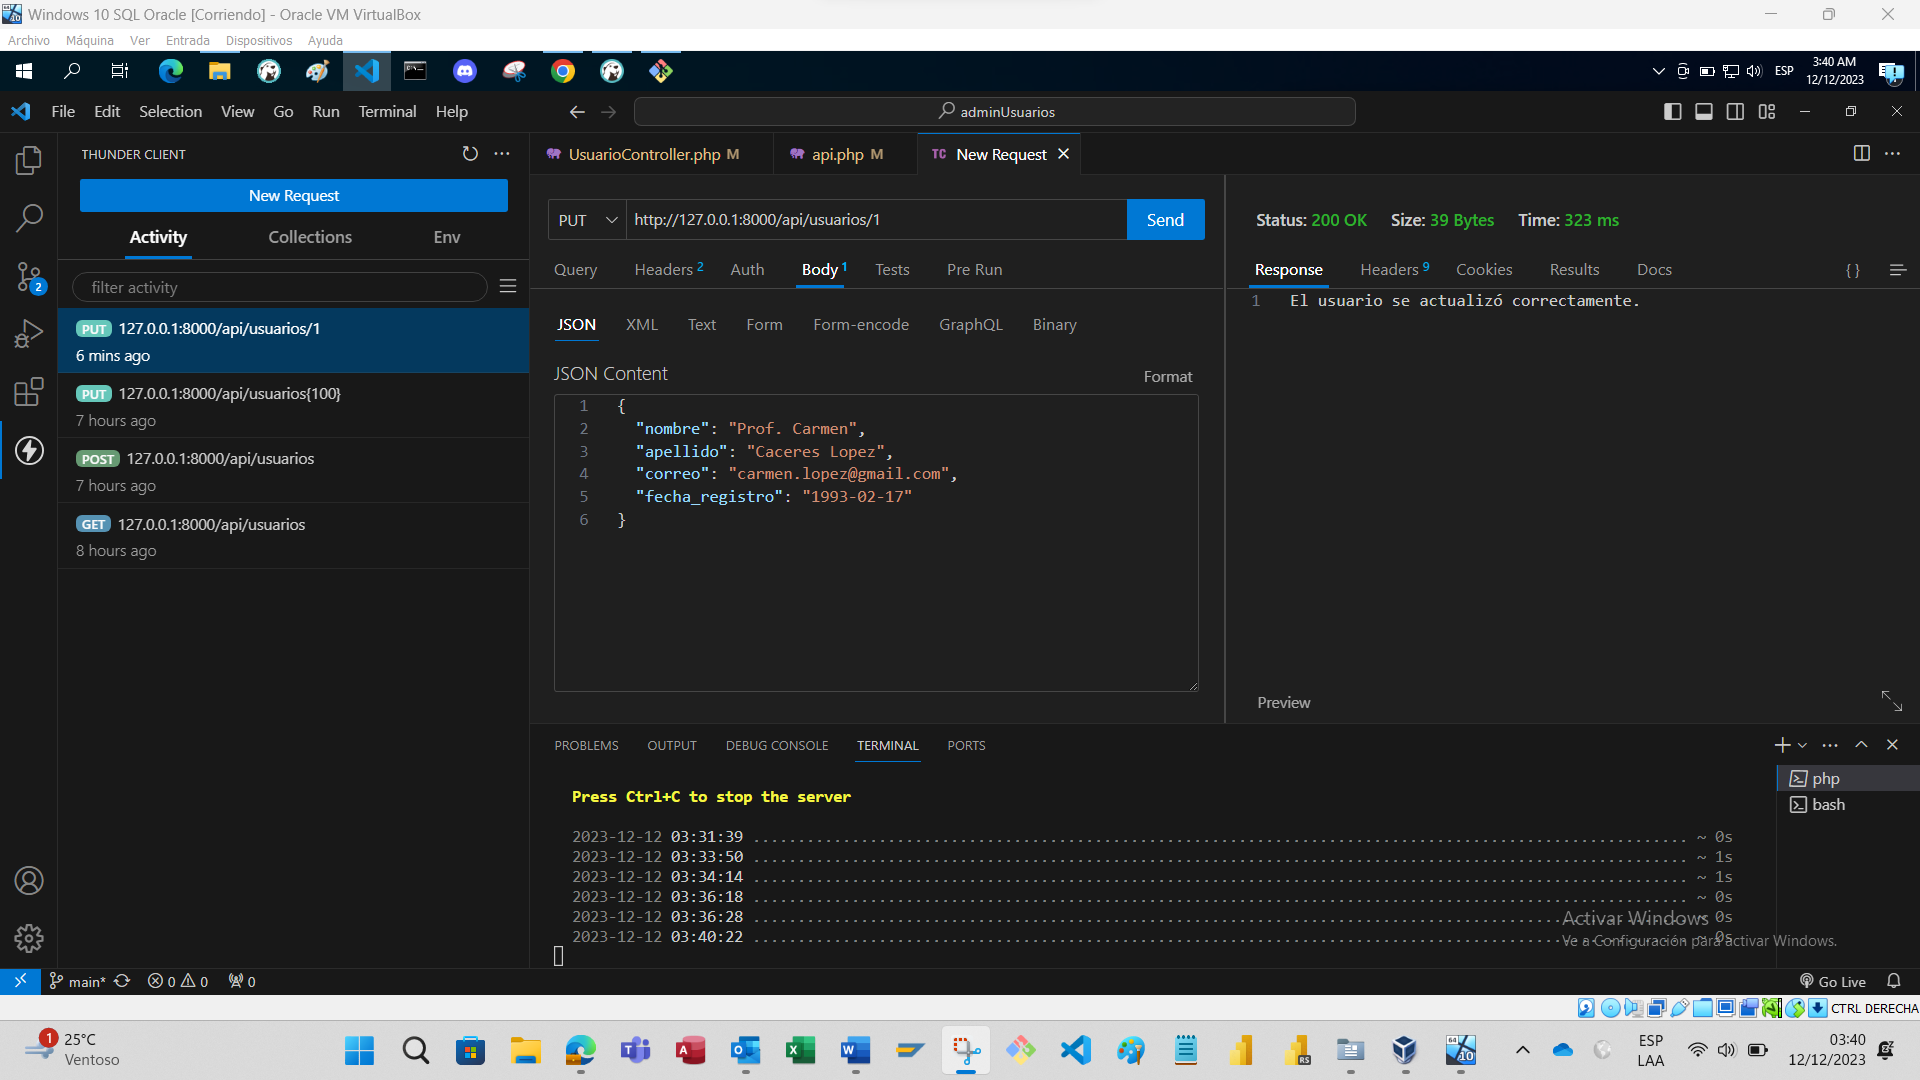 Windows 10 SQL Oracle [Corriendo] - Oracle VM VirtualBox
Archivo Máquina Ver Entrada Dispositivos Ayuda
ESP 3:40 AM
12/12/2023
File Edit Selection View Go Run Terminal Help adminUsuarios
THUNDER CLIENT
New Request
Activity Collections Env
filter activity
PUT 127.0.0.1:8000/api/usuarios/1
6 mins ago
PUT 127.0.0.1:8000/api/usuarios{100}
7 hours ago
POST 127.0.0.1:8000/api/usuarios
7 hours ago
GET 127.0.0.1:8000/api/usuarios
8 hours ago
2
UsuarioController.php M api.php M TC New Request
PUT http://127.0.0.1:8000/api/usuarios/1 Send
Query Headers 2 Auth Body 1 Tests Pre Run
JSON XML Text Form Form-encode GraphQL Binary
JSON Content Format
1 {
2 "nombre": "Prof. Carmen",
3 "apellido": "Caceres Lopez",
4 "correo": "carmen.lopez@gmail.com",
5 "fecha_registro": "1993-02-17"
6 }
Status: 200 OK Size: 39 Bytes Time: 323 ms
Response Headers 9 Cookies Results Docs { }
1 El usuario se actualizó correctamente.
Preview
PROBLEMS OUTPUT DEBUG CONSOLE TERMINAL PORTS
php
bash
Press Ctrl+C to stop the server
2023-12-12 03:31:39 ........................................ ~ 0s
2023-12-12 03:33:50 ........................................ ~ 1s
2023-12-12 03:34:14 ........................................ ~ 1s
2023-12-12 03:36:18 ........................................ ~ 0s
2023-12-12 03:36:28 ........................................ ~ 0s
2023-12-12 03:40:22 ........................................ ~ 0s
Activar Windows
Ve a Configuración para activar Windows.
main* 0 0 0 Go Live
CTRL DERECHA
1 25°C
Ventoso
ESP
LAA
03:40
12/12/2023